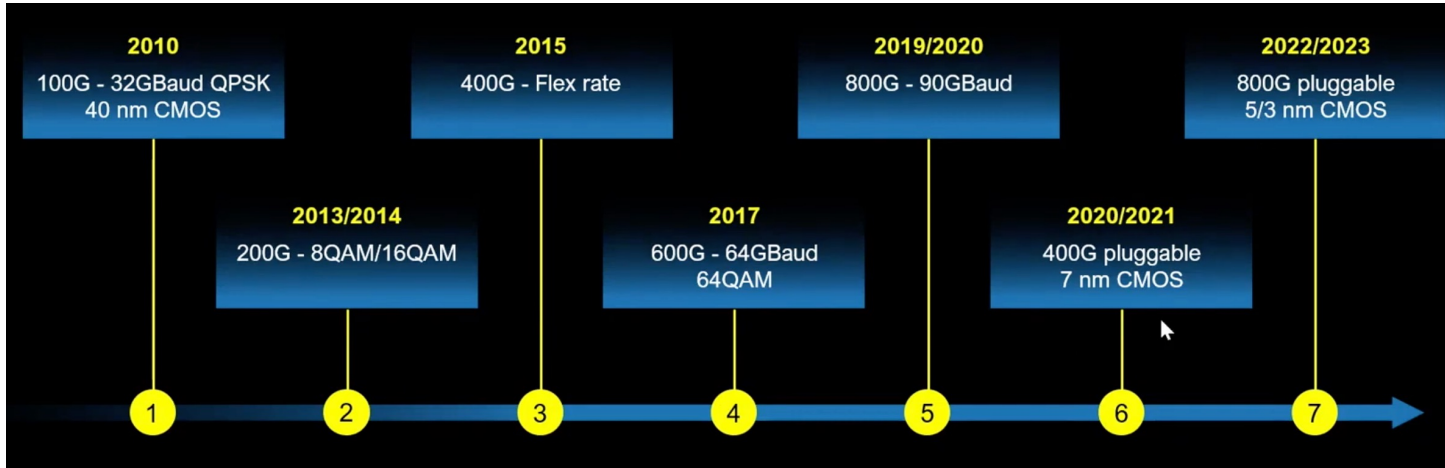 2010
100G - 32GBaud QPSK
40 nm CMOS
2013/2014
200G - 8QAM/16QAM
2015
400G - Flex rate
2017
600G - 64GBaud
64QAM
2019/2020
800G - 90GBaud
2020/2021
400G pluggable
7 nm CMOS
2022/2023
800G pluggable
5/3 nm CMOS
1
2
3
4
5
6
7